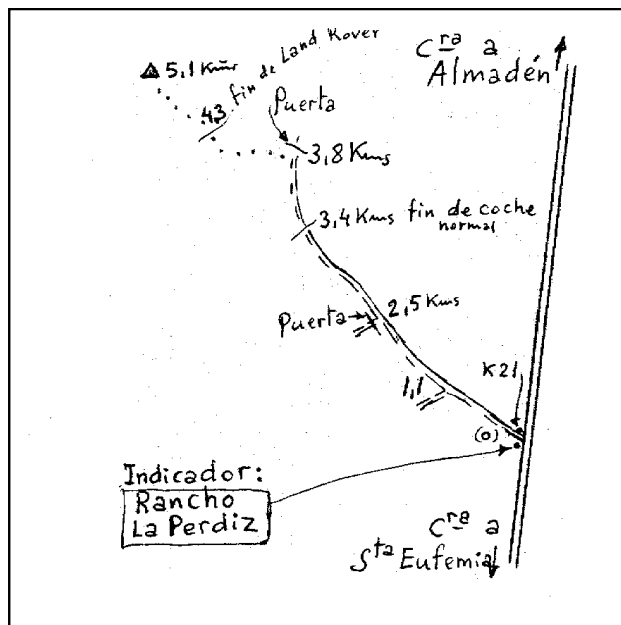 Cra a
Almadén
5,1 Kms
4,3 fin de Land Rover
Puerta
3,8 Kms
3,4 Kms fin de coche
normal
2,5 Kms
Puerta
1,1
K21
(0)
Indicador:
Rancho
La Perdiz
Cra a
Sta Eufemia